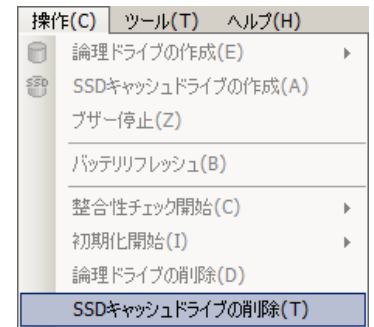 操作(C) ツール(T) ヘルプ(H)
論理ドライブの作成(E)
SSD SSDキャッシュドライブの作成(A)
ブザー停止(Z)
バッテリリフレッシュ(B)
整合性チェック開始(C)
初期化開始(I)
論理ドライブの削除(D)
SSDキャッシュドライブの削除(T)